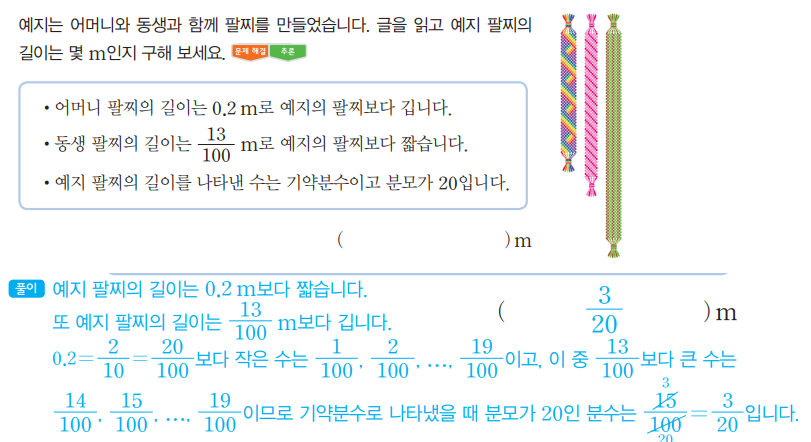 예지는 어머니와 동생과 함께 팔찌를 만들었습니다. 글을 읽고 예지 팔찌의
길이는 몇 m인지 구해 보세요. 문제 해결 추론
• 어머니 팔찌의 길이는 0.2 m로 예지의 팔찌보다 깁니다.
• 동생 팔찌의 길이는 13/100 m로 예지의 팔찌보다 짧습니다.
• 예지 팔찌의 길이를 나타낸 수는 기약분수이고 분모가 20입니다.
( ) m
풀이 예지 팔찌의 길이는 0.2 m보다 짧습니다.
또 예지 팔찌의 길이는 13/100 m보다 깁니다.
( 3/20 ) m
0.2=2/10=20/100보다 작은 수는 1/100, 2/100, …, 19/100이고, 이 중 13/100보다 큰 수는
14/100, 15/100, …, 19/100이므로 기약분수로 나타냈을 때 분모가 20인 분수는 15/100 3 20=3/20입니다.